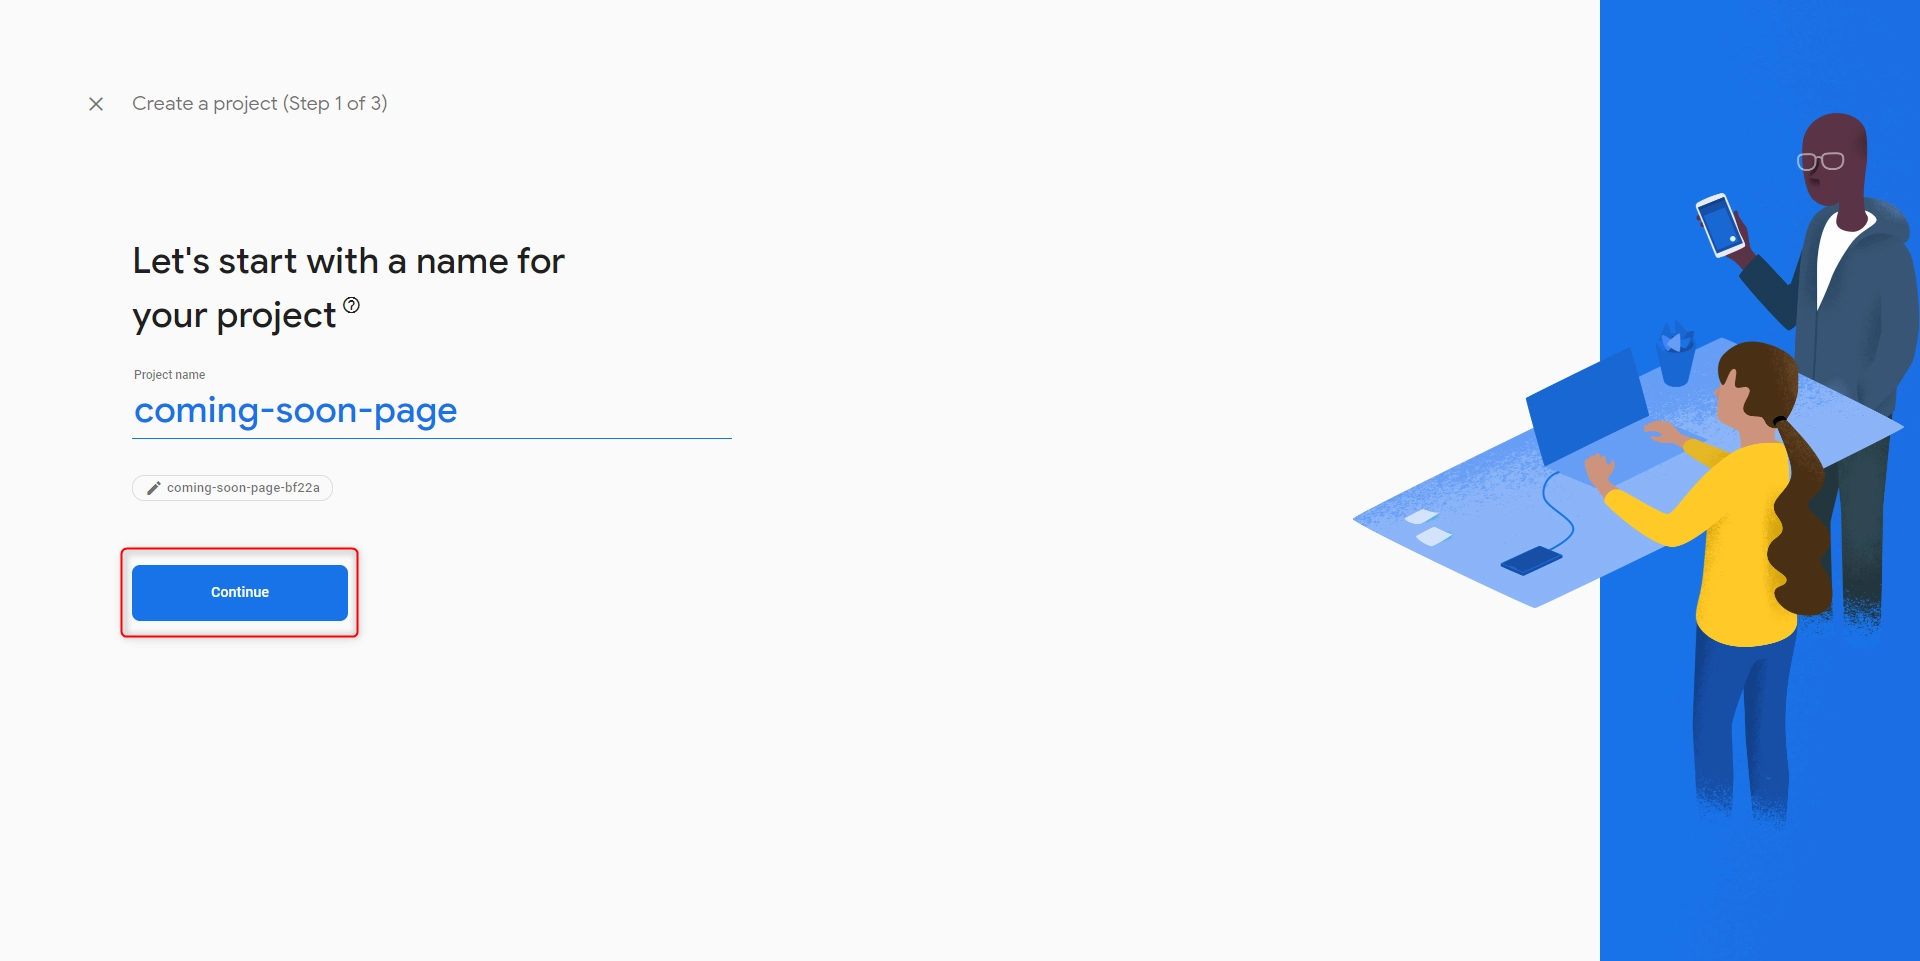 Create a project (Step 1 of 3)
Let's start with a name for
your project
Project name
coming-soon-page
coming-soon-page-bf22a
Continue